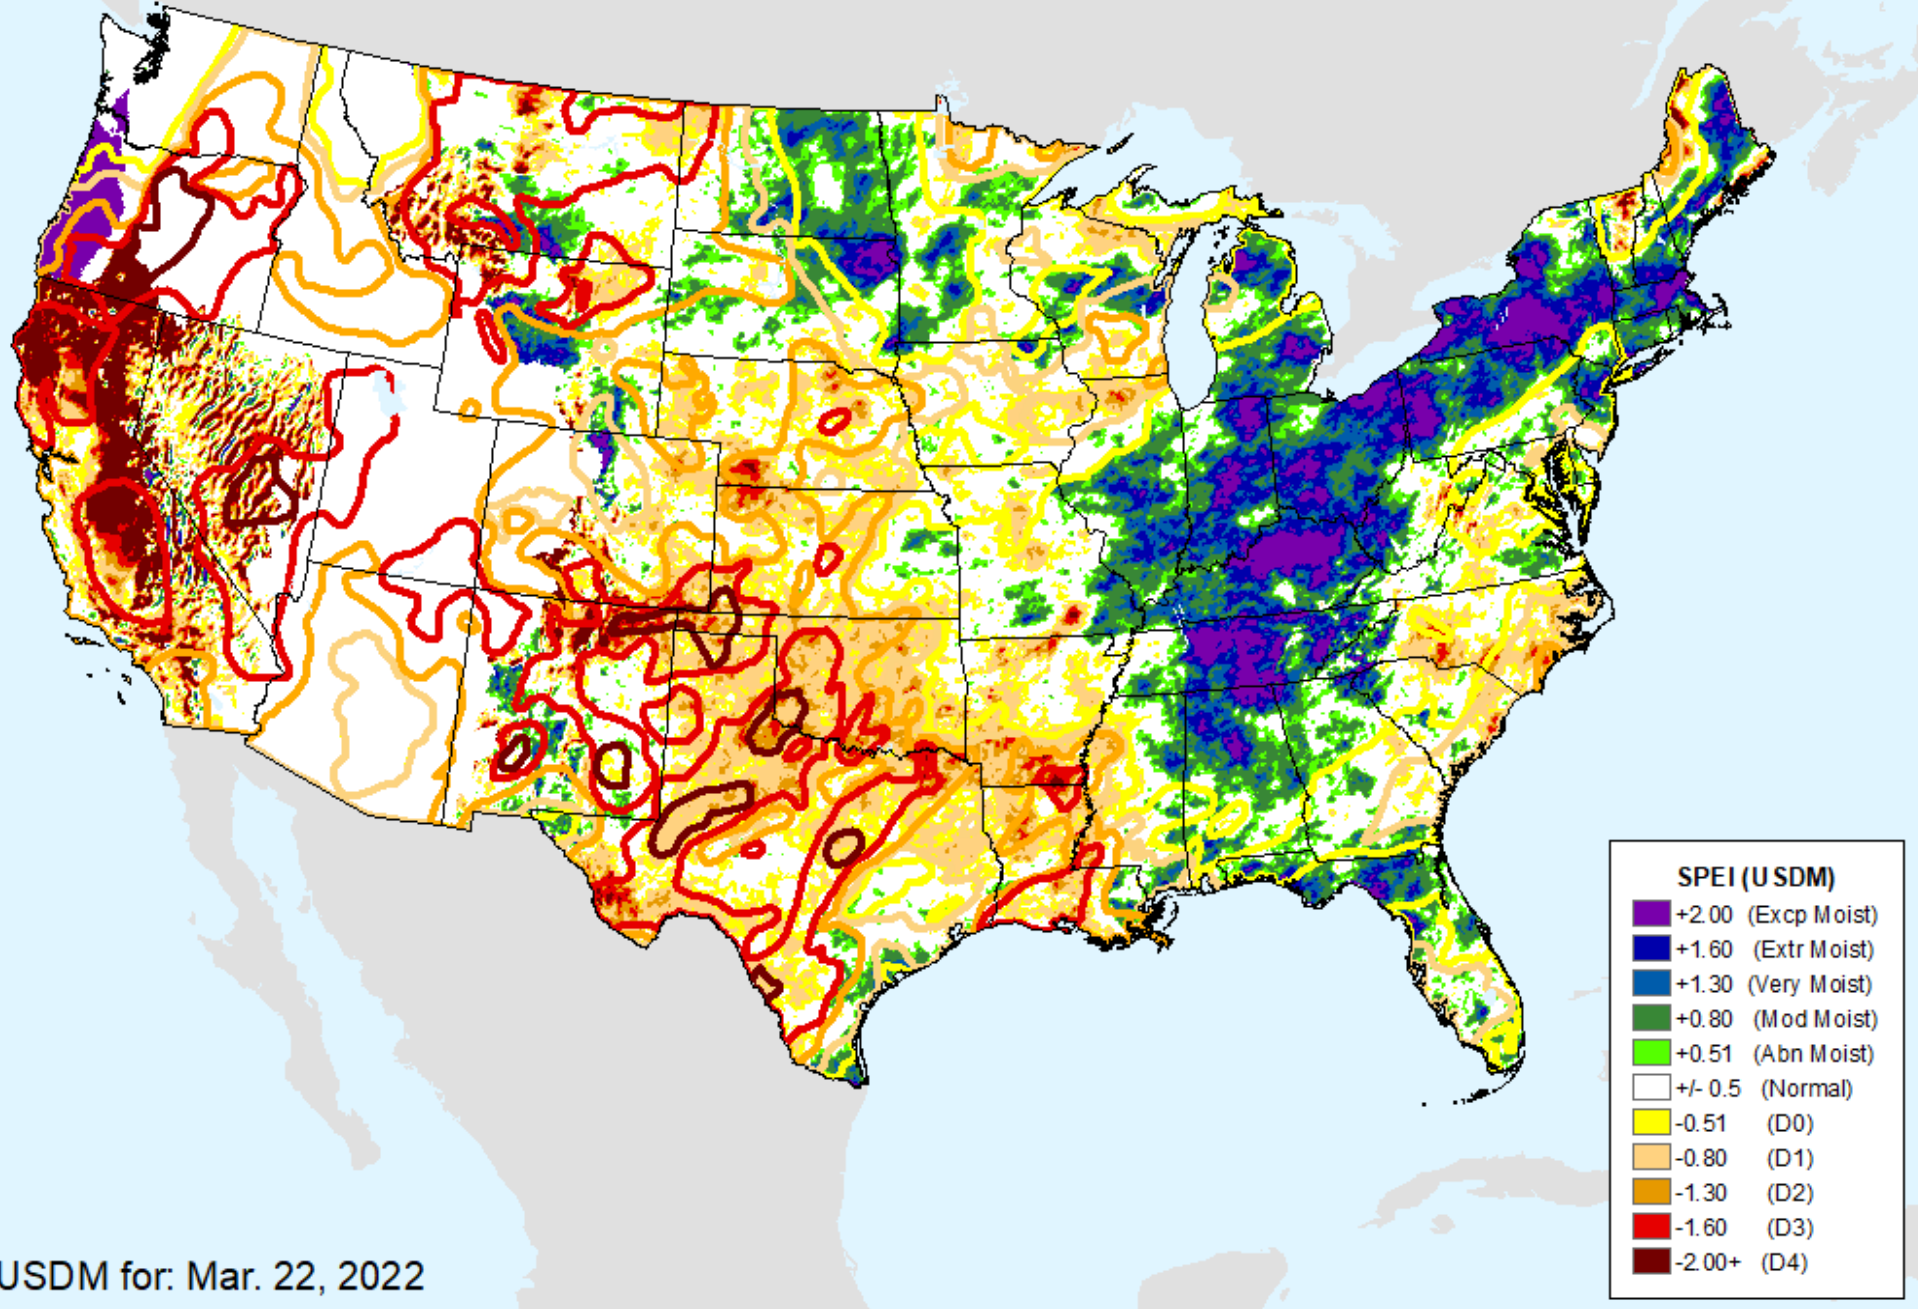 SPEI (USDM)
+2.00 (Excp Moist)
+1.60 (Extr Moist)
+1.30 (Very Moist)
+0.80 (Mod Moist)
+0.51 (Abn Moist)
+/- 0.5 (Normal)
-0.51 (D0)
-0.80 (D1)
-1.30 (D2)
-1.60 (D3)
-2.00+ (D4)
USDM for: Mar. 22, 2022